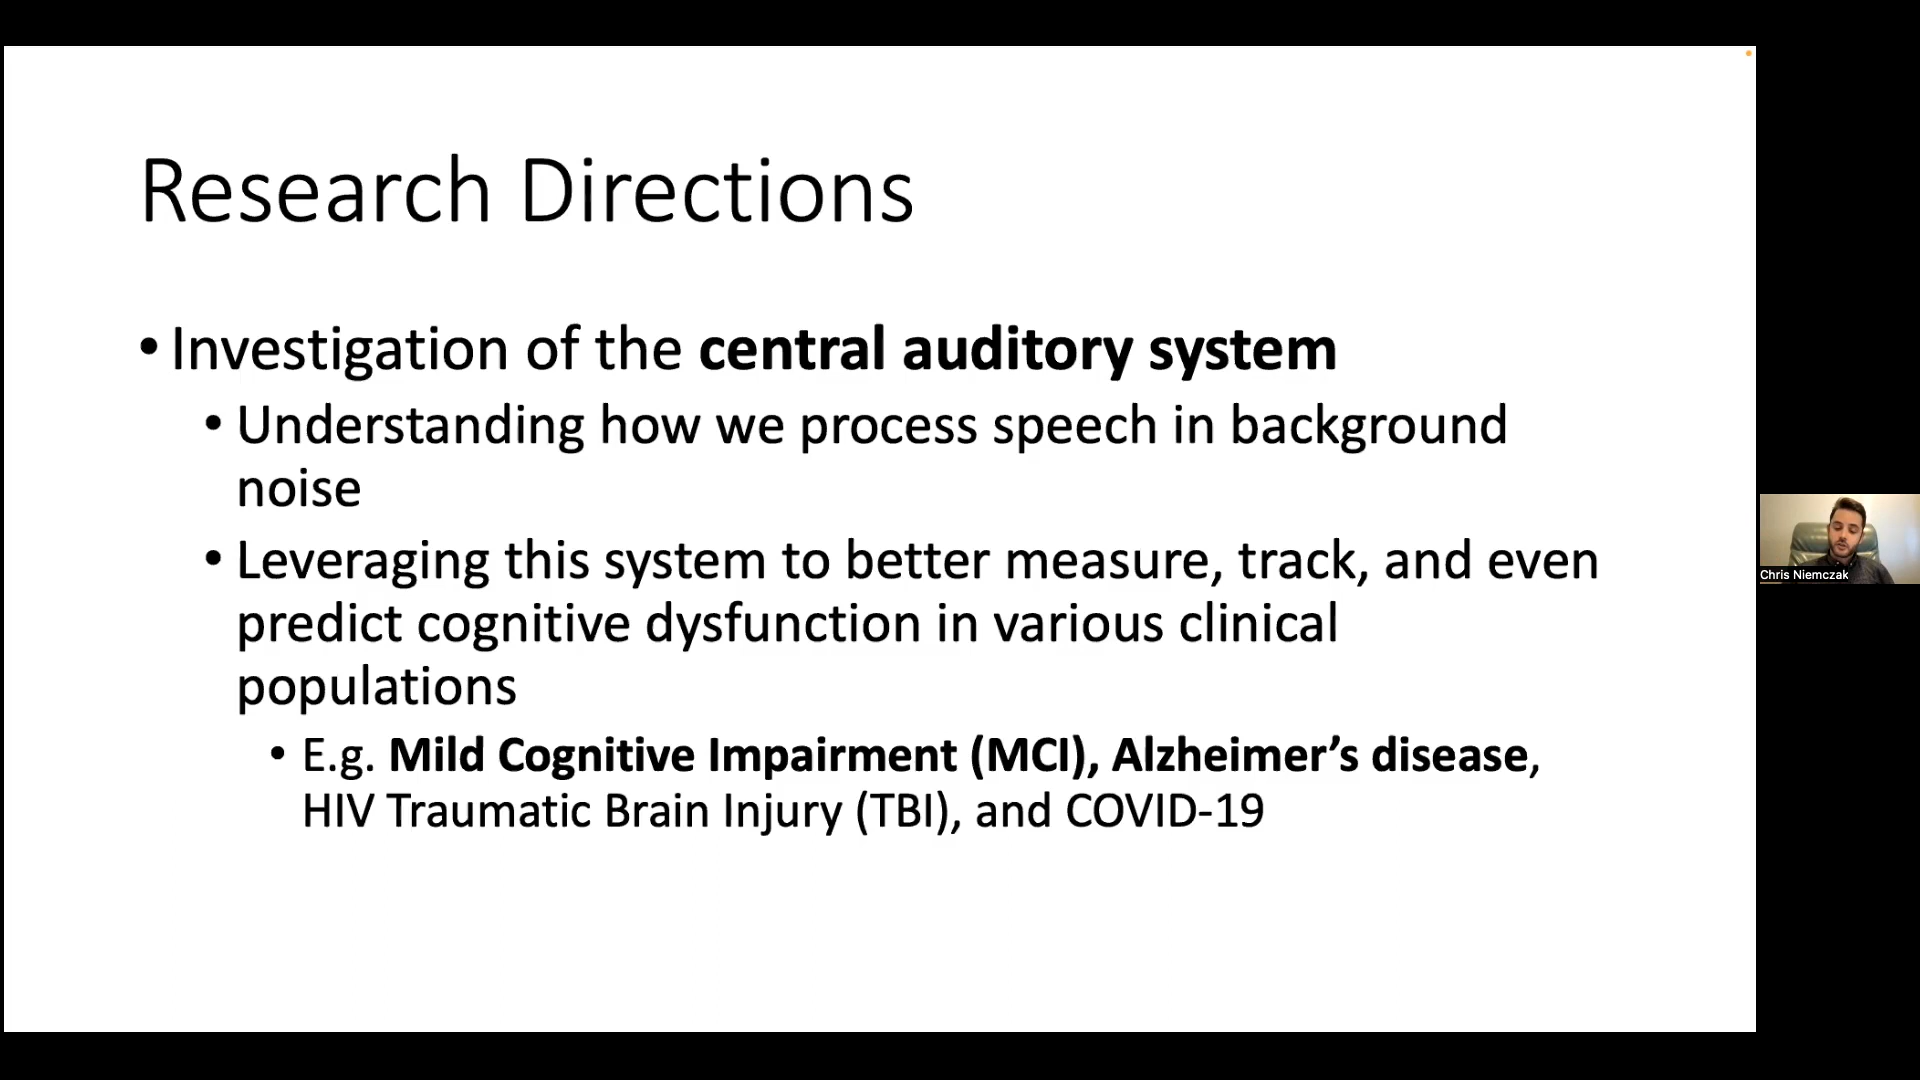 Research Directions
• Investigation of the central auditory system
• Understanding how we process speech in background
noise
• Leveraging this system to better measure, track, and even
predict cognitive dysfunction in various clinical
populations
• E.g. Mild Cognitive Impairment (MCI), Alzheimer’s disease,
HIV Traumatic Brain Injury (TBI), and COVID-19
Chris Niemczak